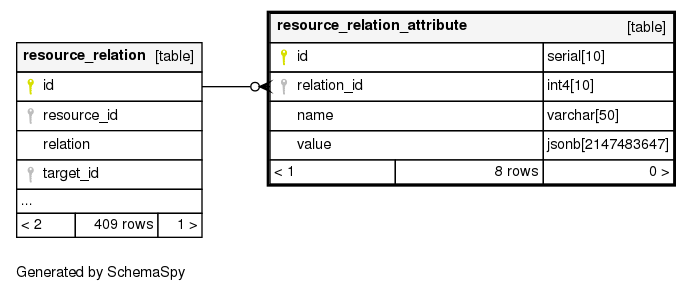 resource_relation [table]
id
resource_id
relation
target_id
...
< 2 409 rows 1 >
resource_relation_attribute [table]
id serial[10]
relation_id int4[10]
name varchar[50]
value jsonb[2147483647]
< 1 8 rows 0 >
Generated by SchemaSpy